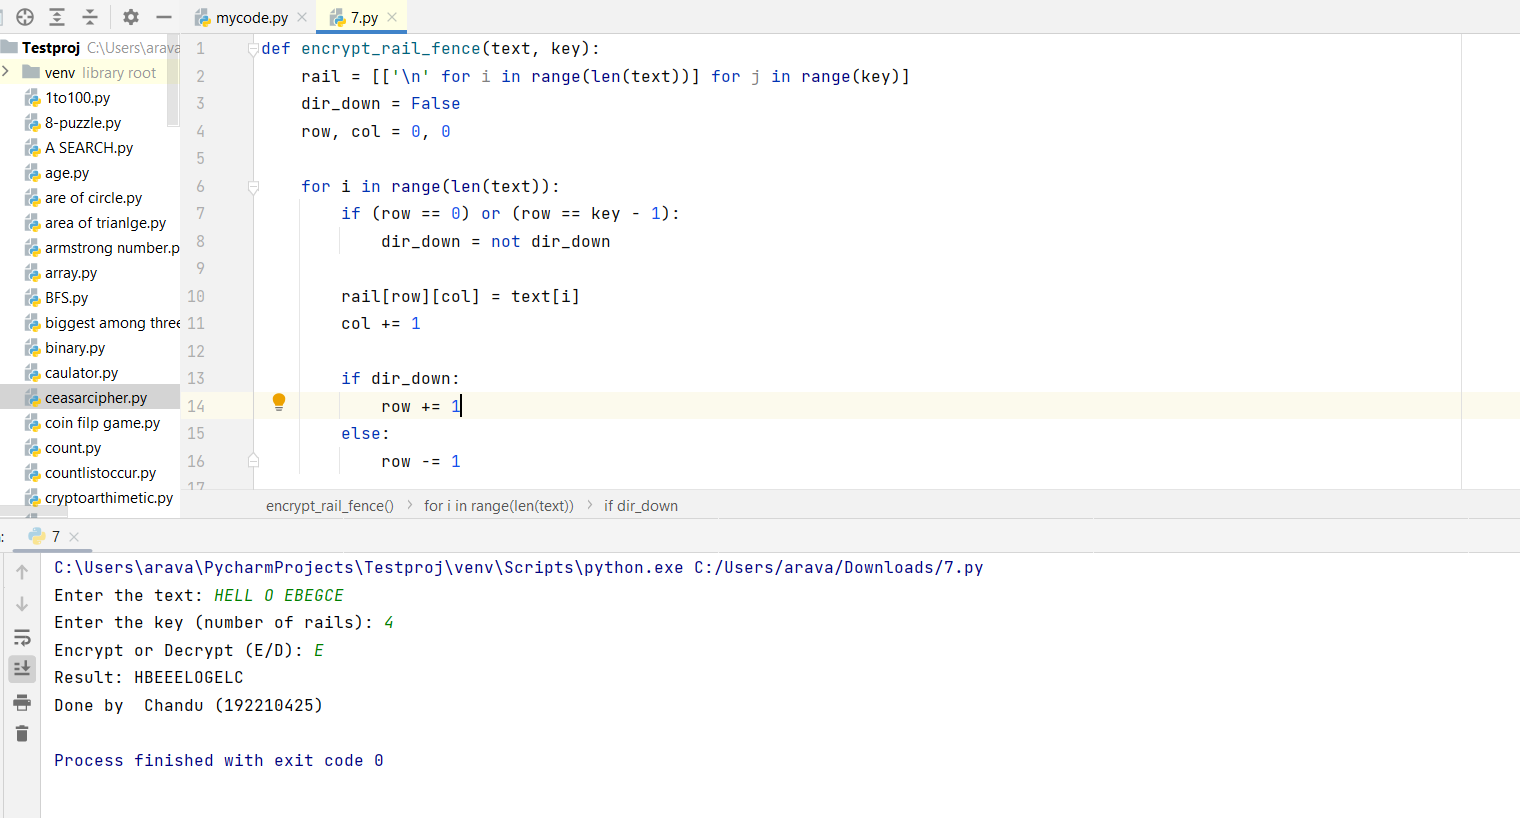 mycode.py
7.py
Testproj C:\Users\arava
venv library root
1to100.py
8-puzzle.py
A SEARCH.py
age.py
are of circle.py
area of trianlge.py
armstrong number.p
array.py
BFS.py
biggest among three
binary.py
caulator.py
ceasarcipher.py
coin filp game.py
count.py
countlistoccur.py
cryptoarthimetic.py
1 def encrypt_rail_fence(text, key):
2 rail = [['\n' for i in range(len(text))] for j in range(key)]
3 dir_down = False
4 row, col = 0, 0
5
6 for i in range(len(text)):
7 if (row == 0) or (row == key - 1):
8 dir_down = not dir_down
9
10 rail[row][col] = text[i]
11 col += 1
12
13 if dir_down:
14 row += 1
15 else:
16 row -= 1
17
encrypt_rail_fence() > for i in range(len(text)) > if dir_down
7
C:\Users\arava\PycharmProjects\Testproj\venv\Scripts\python.exe C:/Users/arava/Downloads/7.py
Enter the text: HELL O EBEGCE
Enter the key (number of rails): 4
Encrypt or Decrypt (E/D): E
Result: HBEEELOGELC
Done by  Chandu (192210425)
Process finished with exit code 0